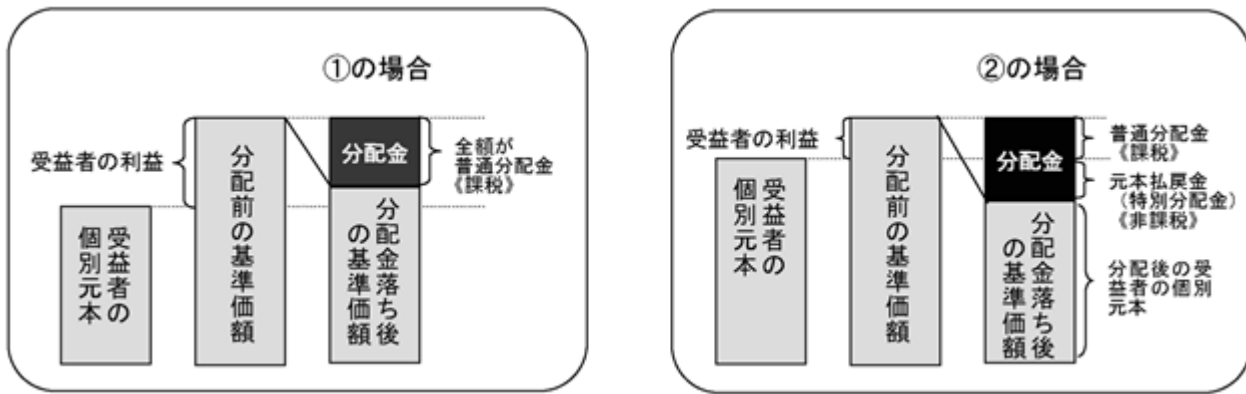 ①の場合
受益者の利益
受益者の
個別元本
分配前の基準価額
分配金
全額が
普通分配金
《課税》
分配金落ち後
の基準価額
②の場合
受益者の利益
受益者の
個別元本
分配前の基準価額
分配金
普通分配金
《課税》
元本払戻金
(特別分配金)
《非課税》
分配金落ち後
の基準価額
分配後の受
益者の個別
元本